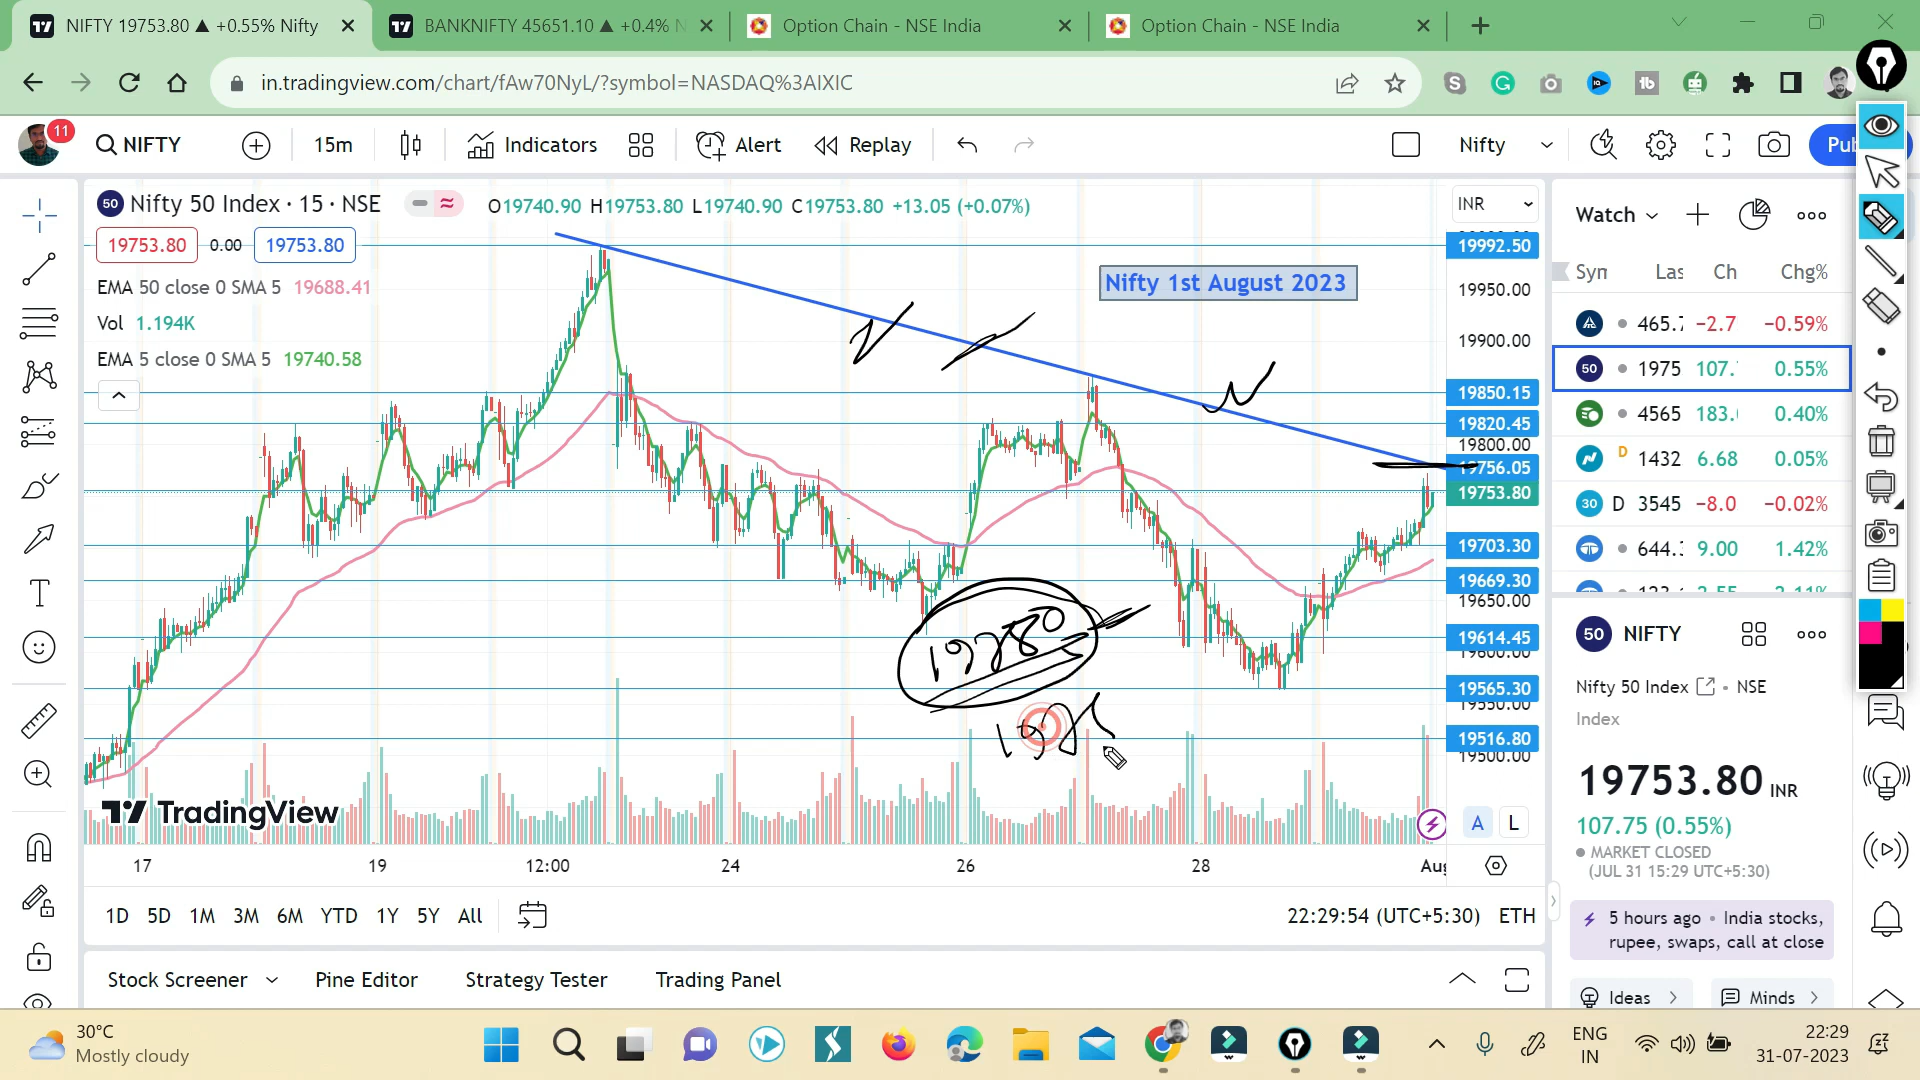 NIFTY 19753.80 ▲ +0.55% Nifty
BANKNIFTY 45651.10 ▲ +0.4% N
Option Chain - NSE India
Option Chain - NSE India
in.tradingview.com/chart/fAw70NyL/?symbol=NASDAQ%3AIXIC
11
NIFTY
15m
Indicators
Alert
Replay
Nifty
Nifty 50 Index · 15 · NSE
O19740.90 H19753.80 L19740.90 C19753.80 +13.05 (+0.07%)
INR
19753.80 0.00 19753.80
EMA 50 close 0 SMA 5 19688.41
Vol 1.194K
EMA 5 close 0 SMA 5 19740.58
Nifty 1st August 2023
19992.50
19950.00
19900.00
19850.15
19820.45
19800.00
19756.05
19753.80
19703.30
19669.30
19650.00
19614.45
19600.00
19565.30
19550.00
19516.80
19500.00
19780
TradingView
A L
17 19 12:00 24 26 28 Aug
1D 5D 1M 3M 6M YTD 1Y 5Y All
22:29:54 (UTC+5:30) ETH
Stock Screener
Pine Editor
Strategy Tester
Trading Panel
Watch
Chg%
Ch
465. −2.7 −0.59%
50 1975 107. 0.55%
4565 183. 0.40%
D 1432 6.68 0.05%
30 D 3545 −8.0 −0.02%
644. 9.00 1.42%
50 NIFTY
Nifty 50 Index • NSE
Index
19753.80 INR
107.75 (0.55%)
MARKET CLOSED
(JUL 31 15:29 UTC+5:30)
5 hours ago • India stocks,
rupee, swaps, call at close
Ideas
Minds
30°C
Mostly cloudy
ENG
IN
22:29
31-07-2023